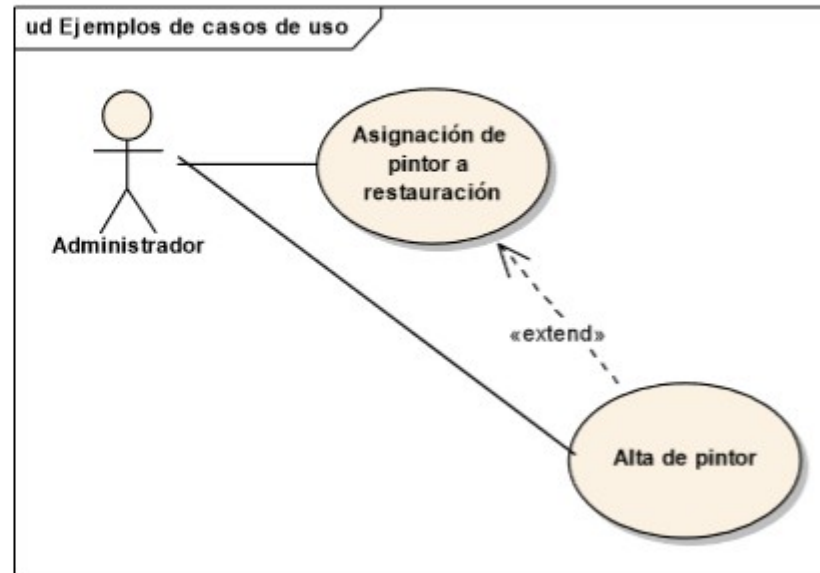 ud Ejemplos de casos de uso
Asignación de
pintor a
restauración
Administrador
«extend»
Alta de pintor